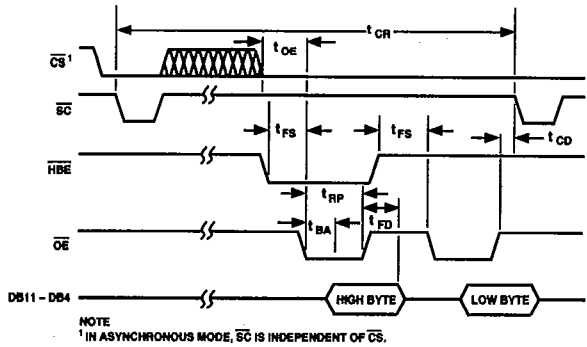 tCR
tOE
CS1
SC
tFS
tFS
tCD
HBE
tRP
tBA
tFD
OE
DB11 – DB4
HIGH BYTE
LOW BYTE
NOTE
1 IN ASYNCHRONOUS MODE, SC IS INDEPENDENT OF CS.